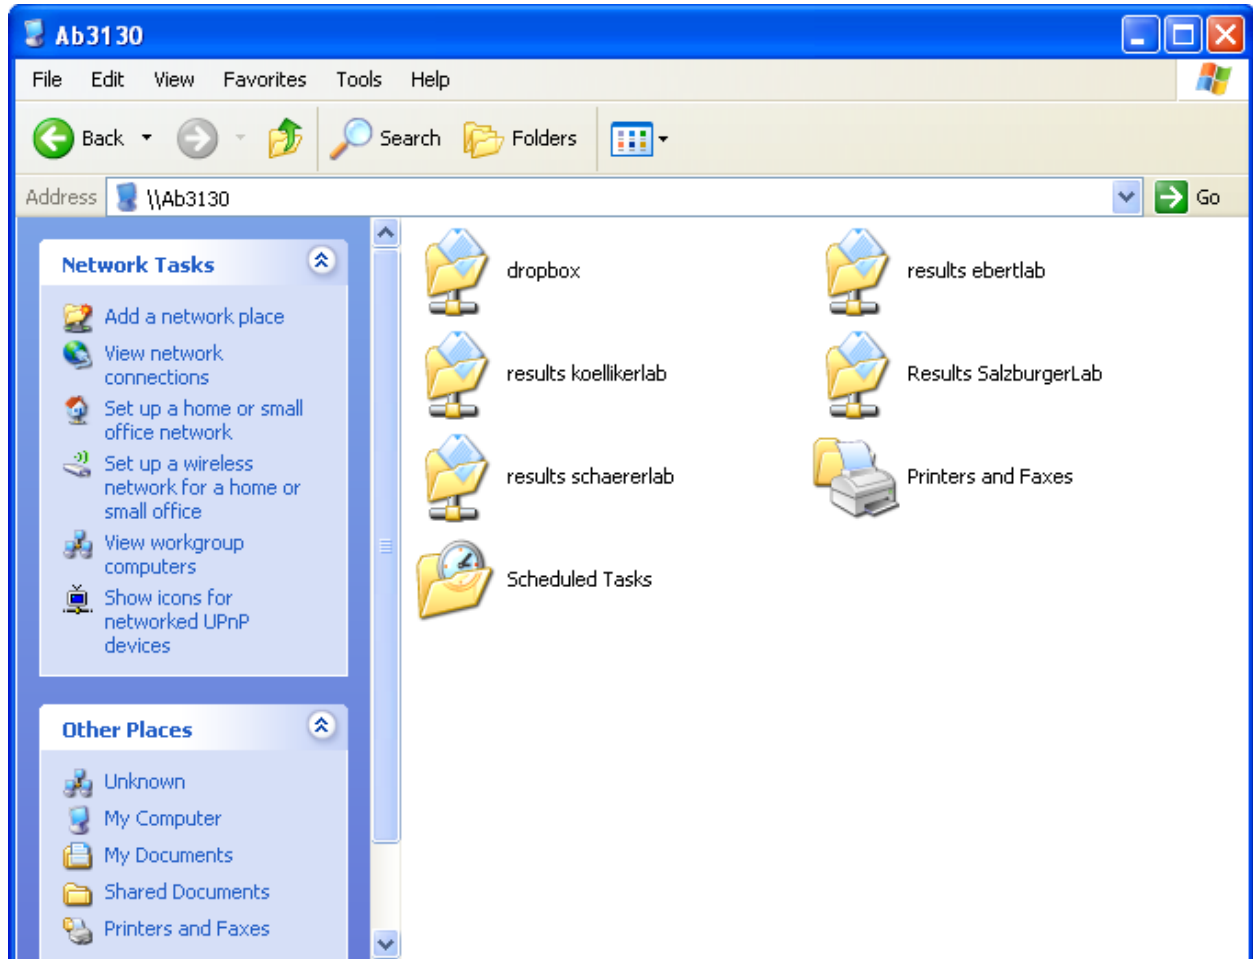 Ab3130
File Edit View Favorites Tools Help
Back Search Folders
Address \\Ab3130 Go
Network Tasks
Add a network place
View network
connections
Set up a home or small
office network
Set up a wireless
network for a home or
small office
View workgroup
computers
Show icons for
networked UPnP
devices
Other Places
Unknown
My Computer
My Documents
Shared Documents
Printers and Faxes
dropbox
results ebertlab
results koellikerlab
Results SalzburgerLab
results schaererlab
Printers and Faxes
Scheduled Tasks